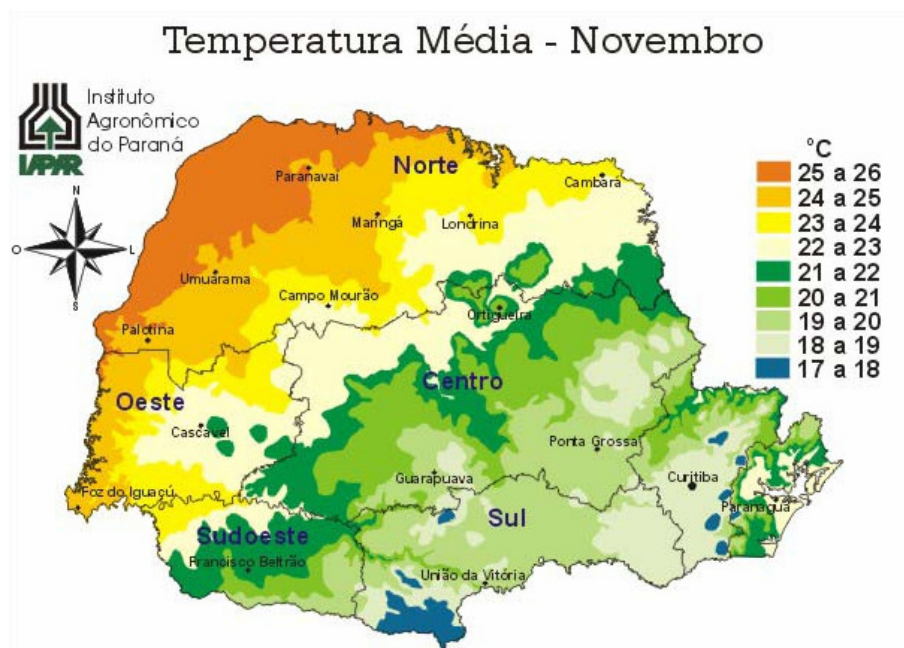 Temperatura Média - Novembro
Instituto
Agronômico
do Paraná
IAPAR
N
O
L
S
°C
25 a 26
24 a 25
23 a 24
22 a 23
21 a 22
20 a 21
19 a 20
18 a 19
17 a 18
Norte
Paranavaí
Cambará
Maringá
Londrina
Umuarama
Campo Mourão
Ortigueira
Palotina
Centro
Oeste
Cascavel
Ponta Grossa
Guarapuava
Curitiba
Foz do Iguaçú
Paranaguá
Sul
Sudoeste
Francisco Beltrão
União da Vitória